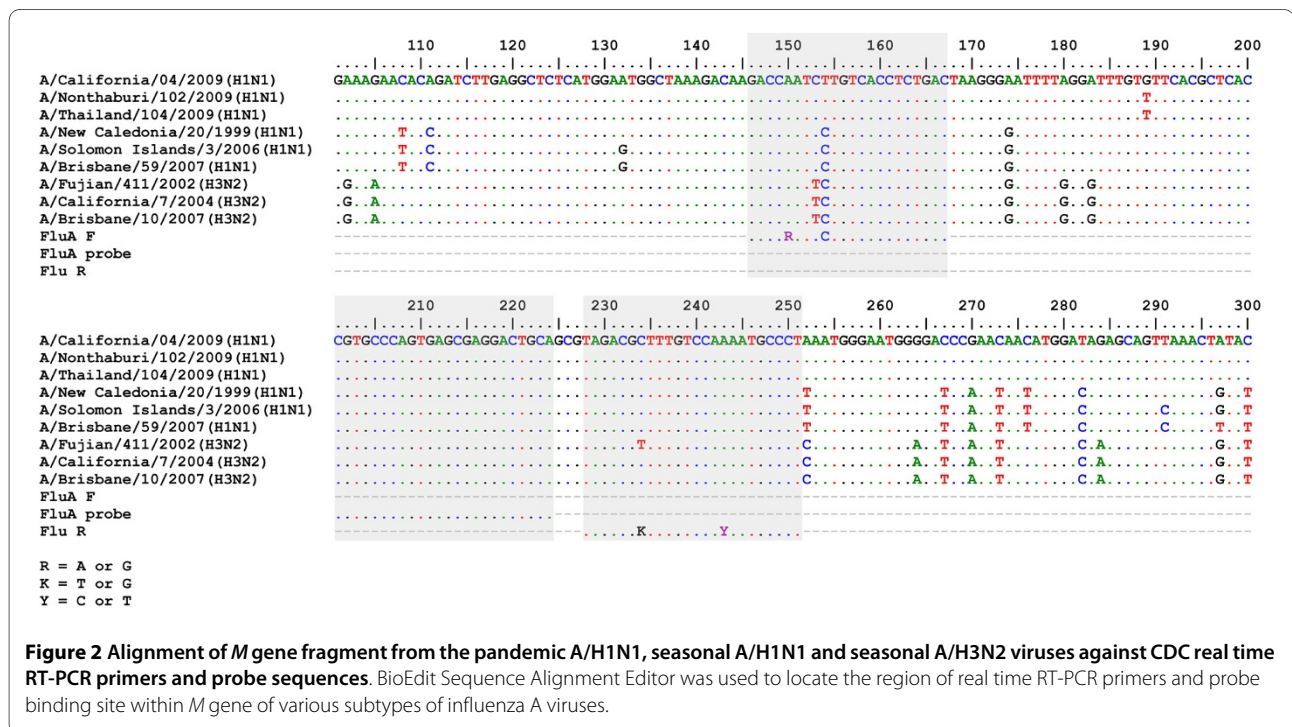 110 120 130 140 150 160 170 180 190 200
A/California/04/2009(H1N1) GAAAGAACACAGATCTTGAGGCTCTCATGGAATGGCTAAAGACAAGACCAATCTTGTCACCTCTGACTAAGGGAATTTTAGGATTTGTGTTCACGCTCAC
A/Nonthaburi/102/2009(H1N1) ........................................................................................T...........
A/Thailand/104/2009(H1N1) ........................................................................................T...........
A/New Caledonia/20/1999(H1N1) .......T..C..........................................C...................G..........................
A/Solomon Islands/3/2006(H1N1) .......T..C....................G.....................C...................G..........................
A/Brisbane/59/2007(H1N1) .......T..C....................G.....................C...................G..........................
A/Fujian/411/2002(H3N2) .G..A...............................................TC...................G.....G..G.................
A/California/7/2004(H3N2) .G..A...............................................TC...................G.....G..G.................
A/Brisbane/10/2007(H3N2) .G..A...............................................TC...................G.....G..G.................
FluA F ---------------------------------------------....R...C.............---------------------------------
FluA probe ----------------------------------------------------------------------------------------------------
Flu R ----------------------------------------------------------------------------------------------------
210 220 230 240 250 260 270 280 290 300
A/California/04/2009(H1N1) CGTGCCCAGTGAGCGAGGACTGCAGCGTAGACGCTTTGTCCAAAATGCCCTAAATGGGAATGGGGACCCGAACAACATGGATAGAGCAGTTAAACTATAC
A/Nonthaburi/102/2009(H1N1) ....................................................................................................
A/Thailand/104/2009(H1N1) ....................................................................................................
A/New Caledonia/20/1999(H1N1) ...................................................T..............T..A..T..T.....C..............G..T
A/Solomon Islands/3/2006(H1N1) ...................................................T..............T..A..T..T.....C........C.....G..T
A/Brisbane/59/2007(H1N1) ...................................................T..............T..A..T..T.....C........C.....T..T
A/Fujian/411/2002(H3N2) .................................T.................C...........A..T..A..T........C.A............G..T
A/California/7/2004(H3N2) ...................................................C...........A..T..A..T........C.A............G..T
A/Brisbane/10/2007(H3N2) ...................................................C...........A..T..A..T........C.A............G..T
FluA F ----------------------------------------------------------------------------------------------------
FluA probe ........................----------------------------------------------------------------------------
Flu R ---------------------------......K........Y........-------------------------------------------------
R = A or G
K = T or G
Y = C or T
Figure 2 Alignment of M gene fragment from the pandemic A/H1N1, seasonal A/H1N1 and seasonal A/H3N2 viruses against CDC real time
RT-PCR primers and probe sequences. BioEdit Sequence Alignment Editor was used to locate the region of real time RT-PCR primers and probe
binding site within M gene of various subtypes of influenza A viruses.